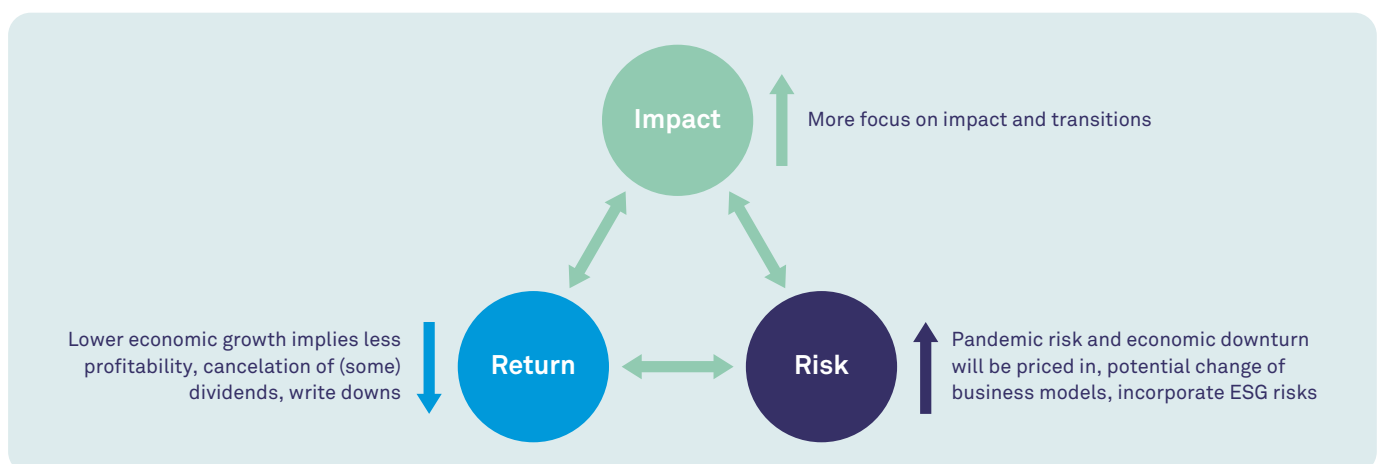 Impact
More focus on impact and transitions
Lower economic growth implies less
profitability, cancelation of (some)
dividends, write downs
Return
Risk
Pandemic risk and economic downturn
will be priced in, potential change of
business models, incorporate ESG risks